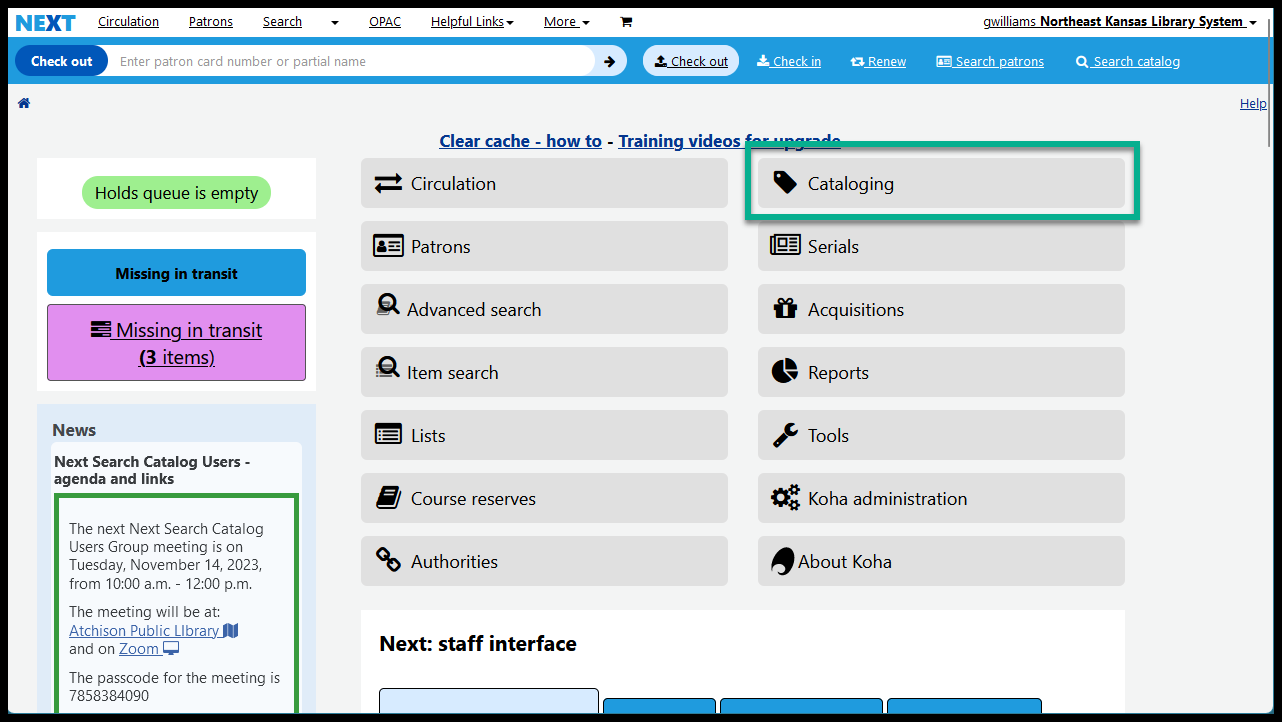 NEXT Circulation Patrons Search OPAC Helpful Links More qwilliams Northeast Kansas Library System
Check out Enter patron card number or partial name Check out Check in Renew Search patrons Search catalog
Help
Clear cache - how to - Training videos for upgrade
Holds queue is empty
Missing in transit
Missing in transit
(3 items)
News
Next Search Catalog Users -
agenda and links
The next Next Search Catalog
Users Group meeting is on
Tuesday, November 14, 2023,
from 10:00 a.m. - 12:00 p.m.
The meeting will be at:
Atchison Public LIbrary
and on Zoom
The passcode for the meeting is
7858384090
Circulation
Cataloging
Patrons
Serials
Advanced search
Acquisitions
Item search
Reports
Lists
Tools
Course reserves
Koha administration
Authorities
About Koha
Next: staff interface